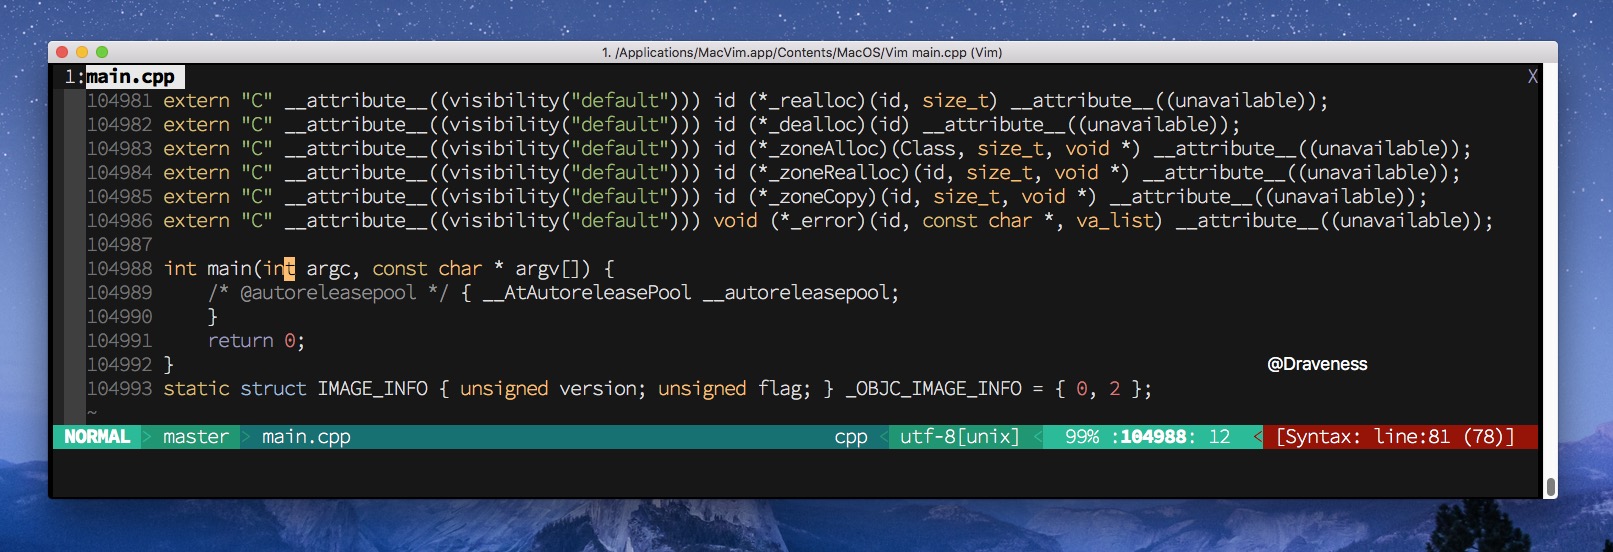 1. /Applications/MacVim.app/Contents/MacOS/Vim main.cpp (Vim)
1:main.cpp X
104981 extern "C" __attribute__((visibility("default"))) id (*_realloc)(id, size_t) __attribute__((unavailable));
104982 extern "C" __attribute__((visibility("default"))) id (*_dealloc)(id) __attribute__((unavailable));
104983 extern "C" __attribute__((visibility("default"))) id (*_zoneAlloc)(Class, size_t, void *) __attribute__((unavailable));
104984 extern "C" __attribute__((visibility("default"))) id (*_zoneRealloc)(id, size_t, void *) __attribute__((unavailable));
104985 extern "C" __attribute__((visibility("default"))) id (*_zoneCopy)(id, size_t, void *) __attribute__((unavailable));
104986 extern "C" __attribute__((visibility("default"))) void (*_error)(id, const char *, va_list) __attribute__((unavailable));
104987
104988 int main(int argc, const char * argv[]) {
104989     /* @autoreleasepool */ { __AtAutoreleasePool __autoreleasepool;
104990     }
104991     return 0;
104992 }
@Draveness
104993 static struct IMAGE_INFO { unsigned version; unsigned flag; } _OBJC_IMAGE_INFO = { 0, 2 };
~
NORMAL > master > main.cpp cpp < utf-8[unix] < 99% :104988: 12 < [Syntax: line:81 (78)]